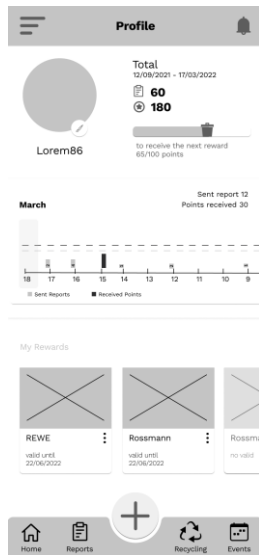 Profile
Total
12/09/2021 - 17/03/2022
60
180
Lorem86
to receive the next reward
65/100 points
March
Sent report 12
Points received 30
18 17 16 15 14 13 12 11 10 9
Sent Reports
Received Points
My Rewards
REWE
valid until
22/06/2022
Rossmann
valid until
22/06/2022
Rossma
no valid
Home
Reports
Recycling
Events